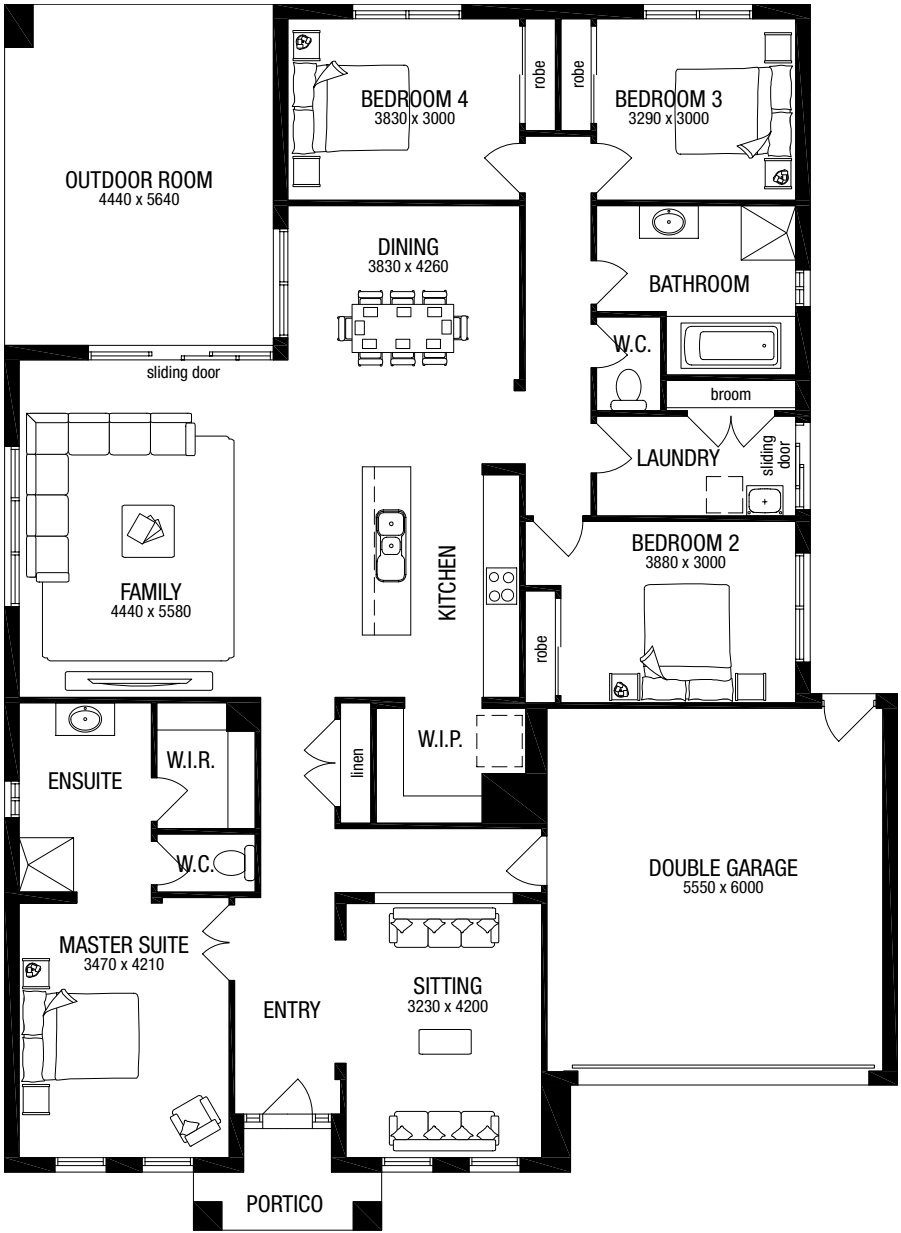 robe
robe
BEDROOM 4
3830 x 3000
BEDROOM 3
3290 x 3000
OUTDOOR ROOM
4440 x 5640
DINING
3830 x 4260
BATHROOM
W.C.
sliding door
broom
LAUNDRY
sliding
door
BEDROOM 2
3880 x 3000
KITCHEN
FAMILY
4440 x 5580
robe
W.I.P.
linen
W.I.R.
ENSUITE
W.C.
DOUBLE GARAGE
5550 x 6000
MASTER SUITE
3470 x 4210
SITTING
3230 x 4200
ENTRY
PORTICO